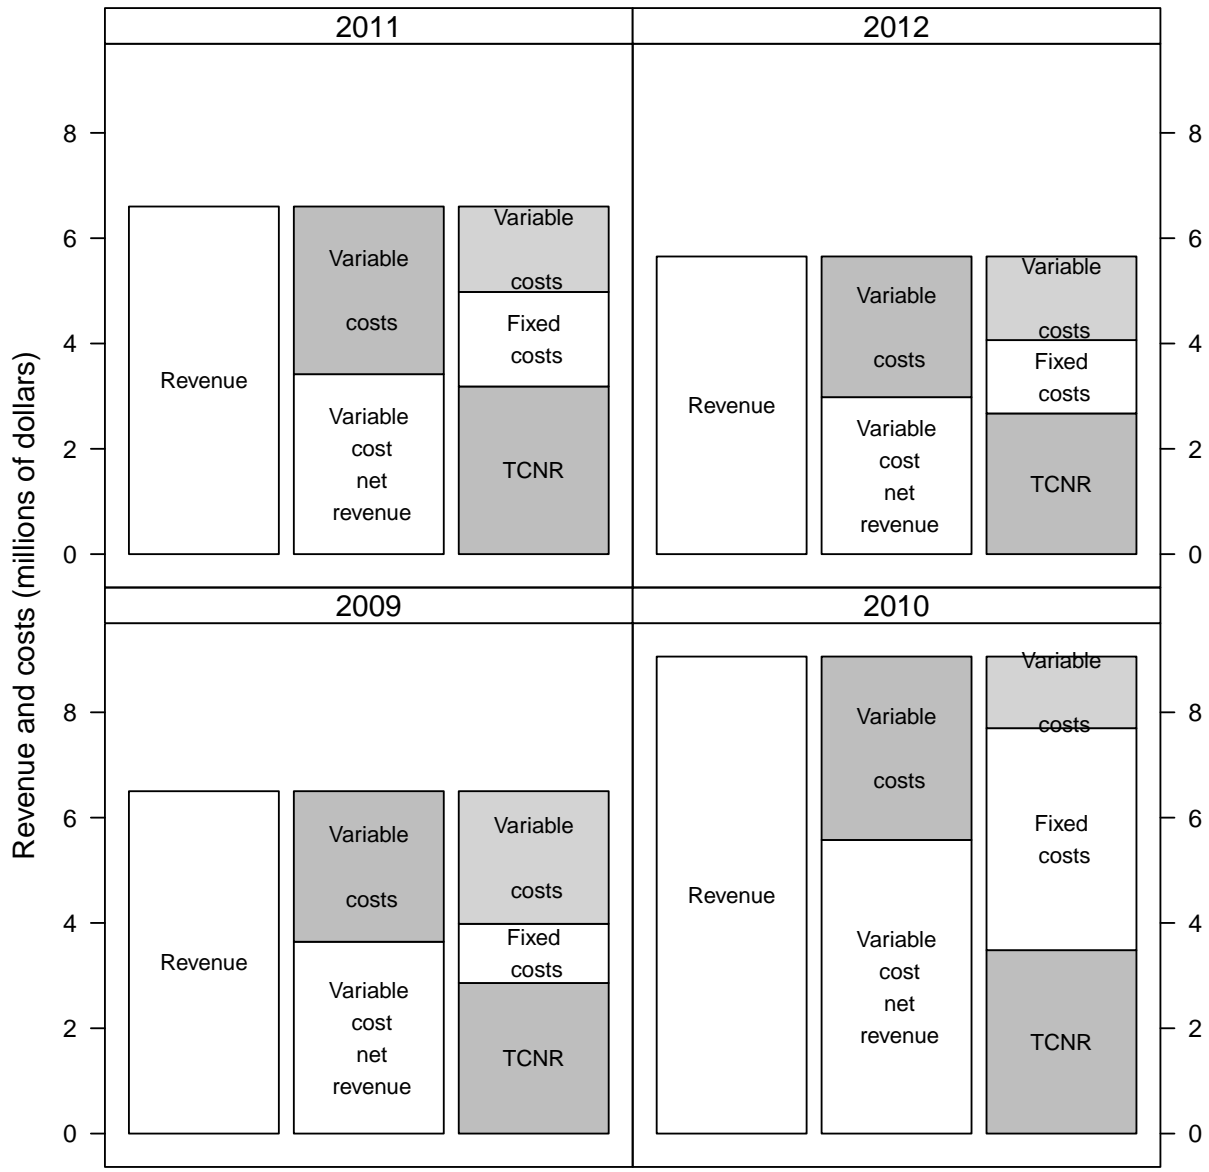 2011
2012
8
6
4
2
0
Variable
costs
Variable
costs
Fixed
costs
Revenue
Variable
cost
net
revenue
TCNR
Variable
costs
Variable
costs
Fixed
costs
Revenue
Variable
cost
net
revenue
TCNR
8
6
4
2
0
Revenue and costs (millions of dollars)
2009
2010
8
6
4
2
0
Variable
costs
Variable
costs
Fixed
costs
Revenue
Variable
cost
net
revenue
TCNR
Variable
costs
Variable
costs
Fixed
costs
Revenue
Variable
cost
net
revenue
TCNR
8
6
4
2
0